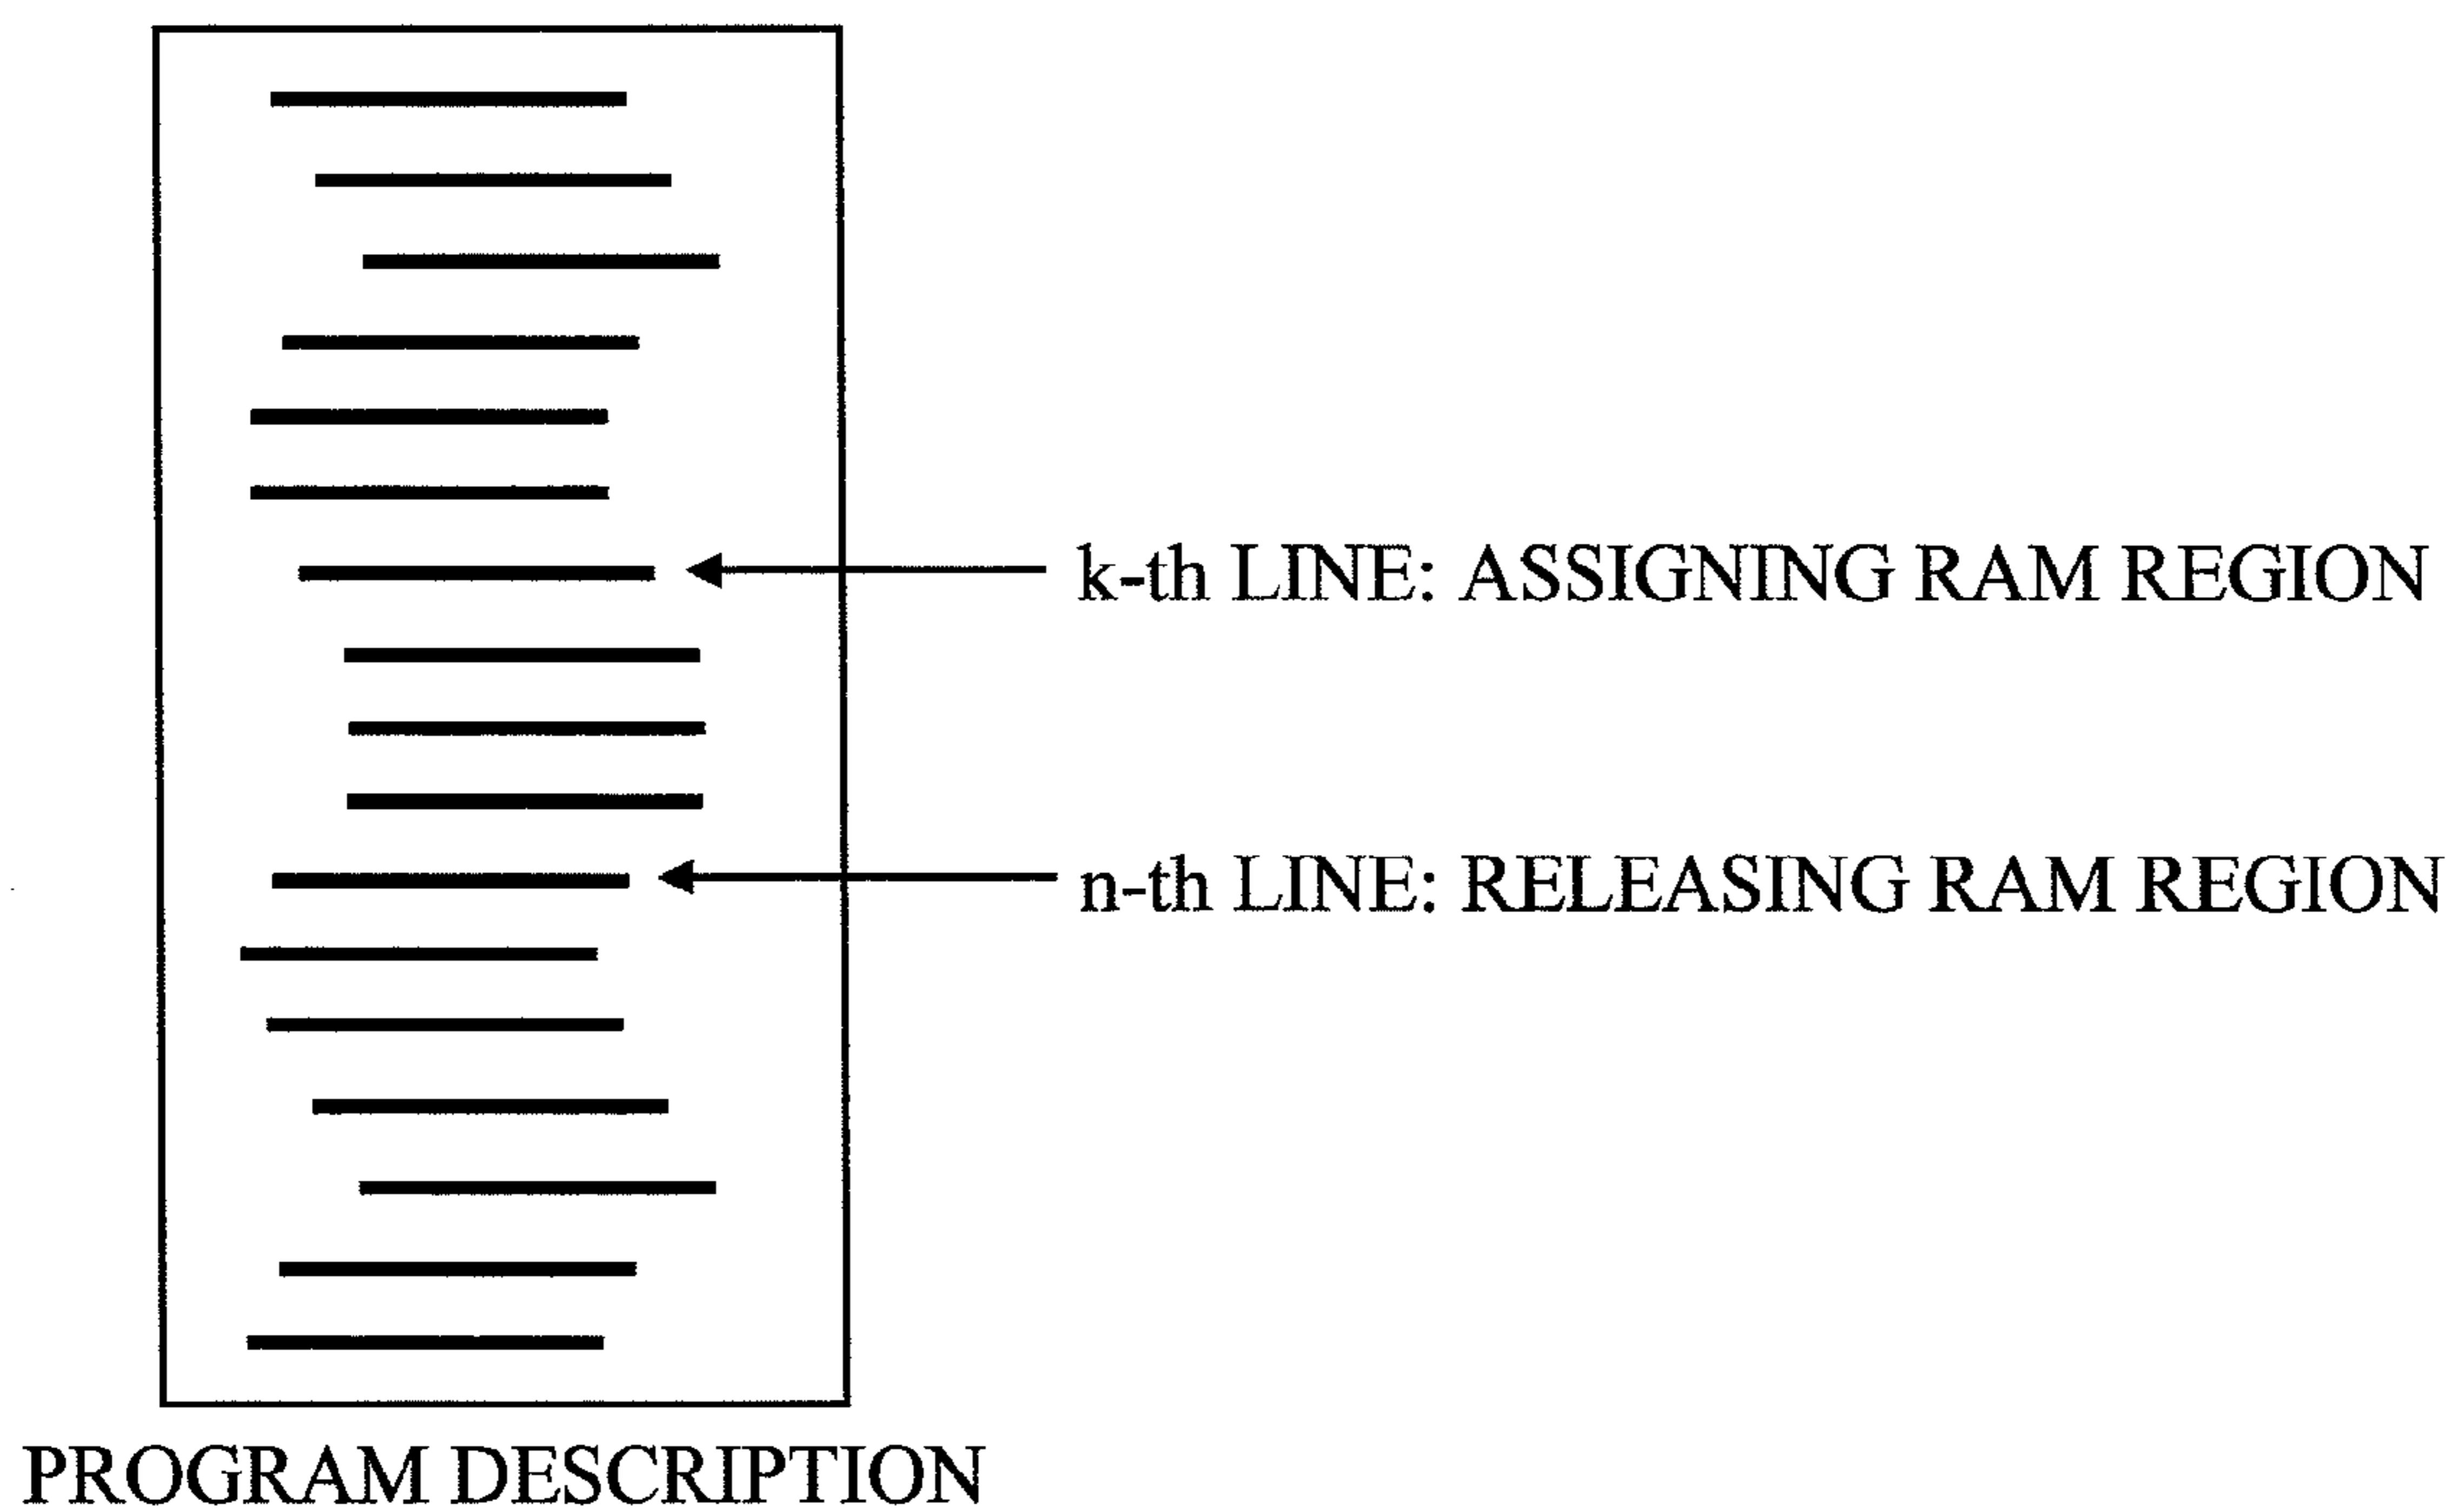 k-th LINE: ASSIGNING RAM REGION
n-th LINE: RELEASING RAM REGION
PROGRAM DESCRIPTION